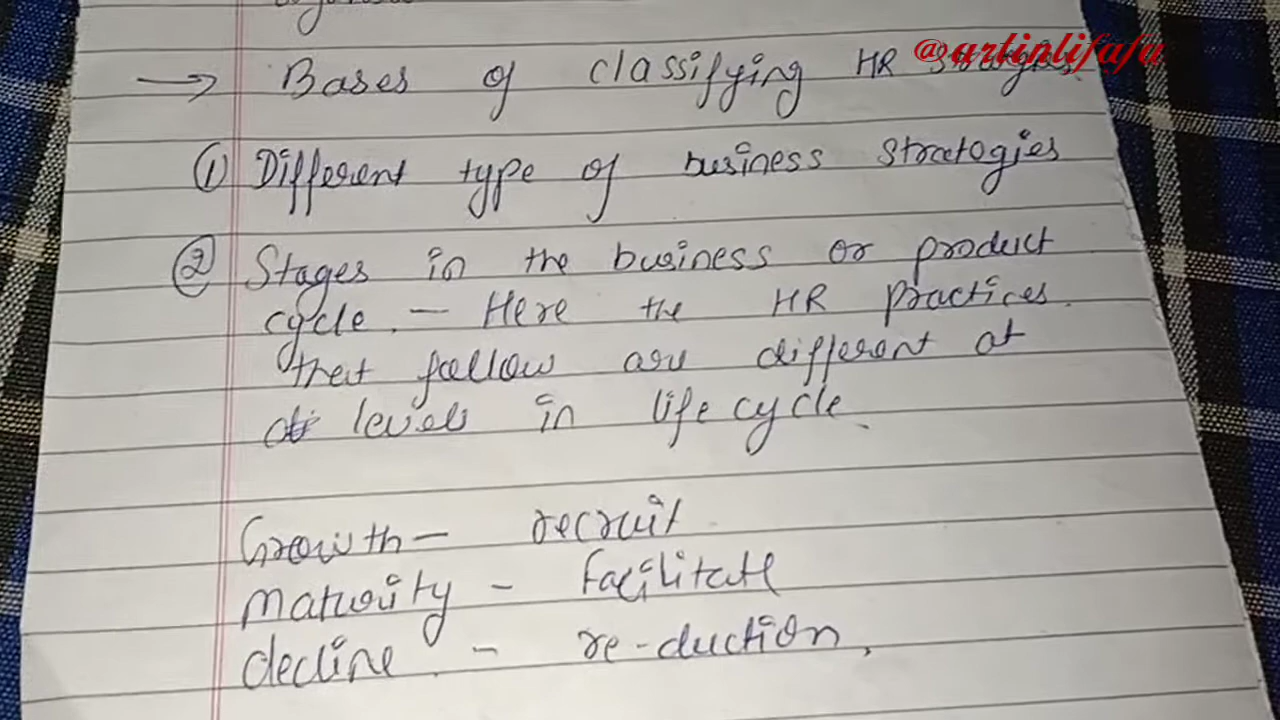 @artinlifafa
→ Bases of classifying HR
① Different type of business Stratogies
② Stages in the business or product
cycle. — Here the HR practices
that follow are different at
levels in life cycle.
Growth — recruit
Maturity - Facilitate
decline - re-duction.